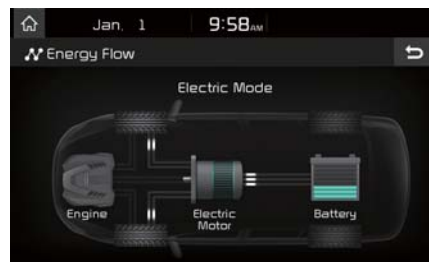 Jan. 1 9:58AM
Energy Flow
Electric Mode
Engine
Electric
Motor
Battery